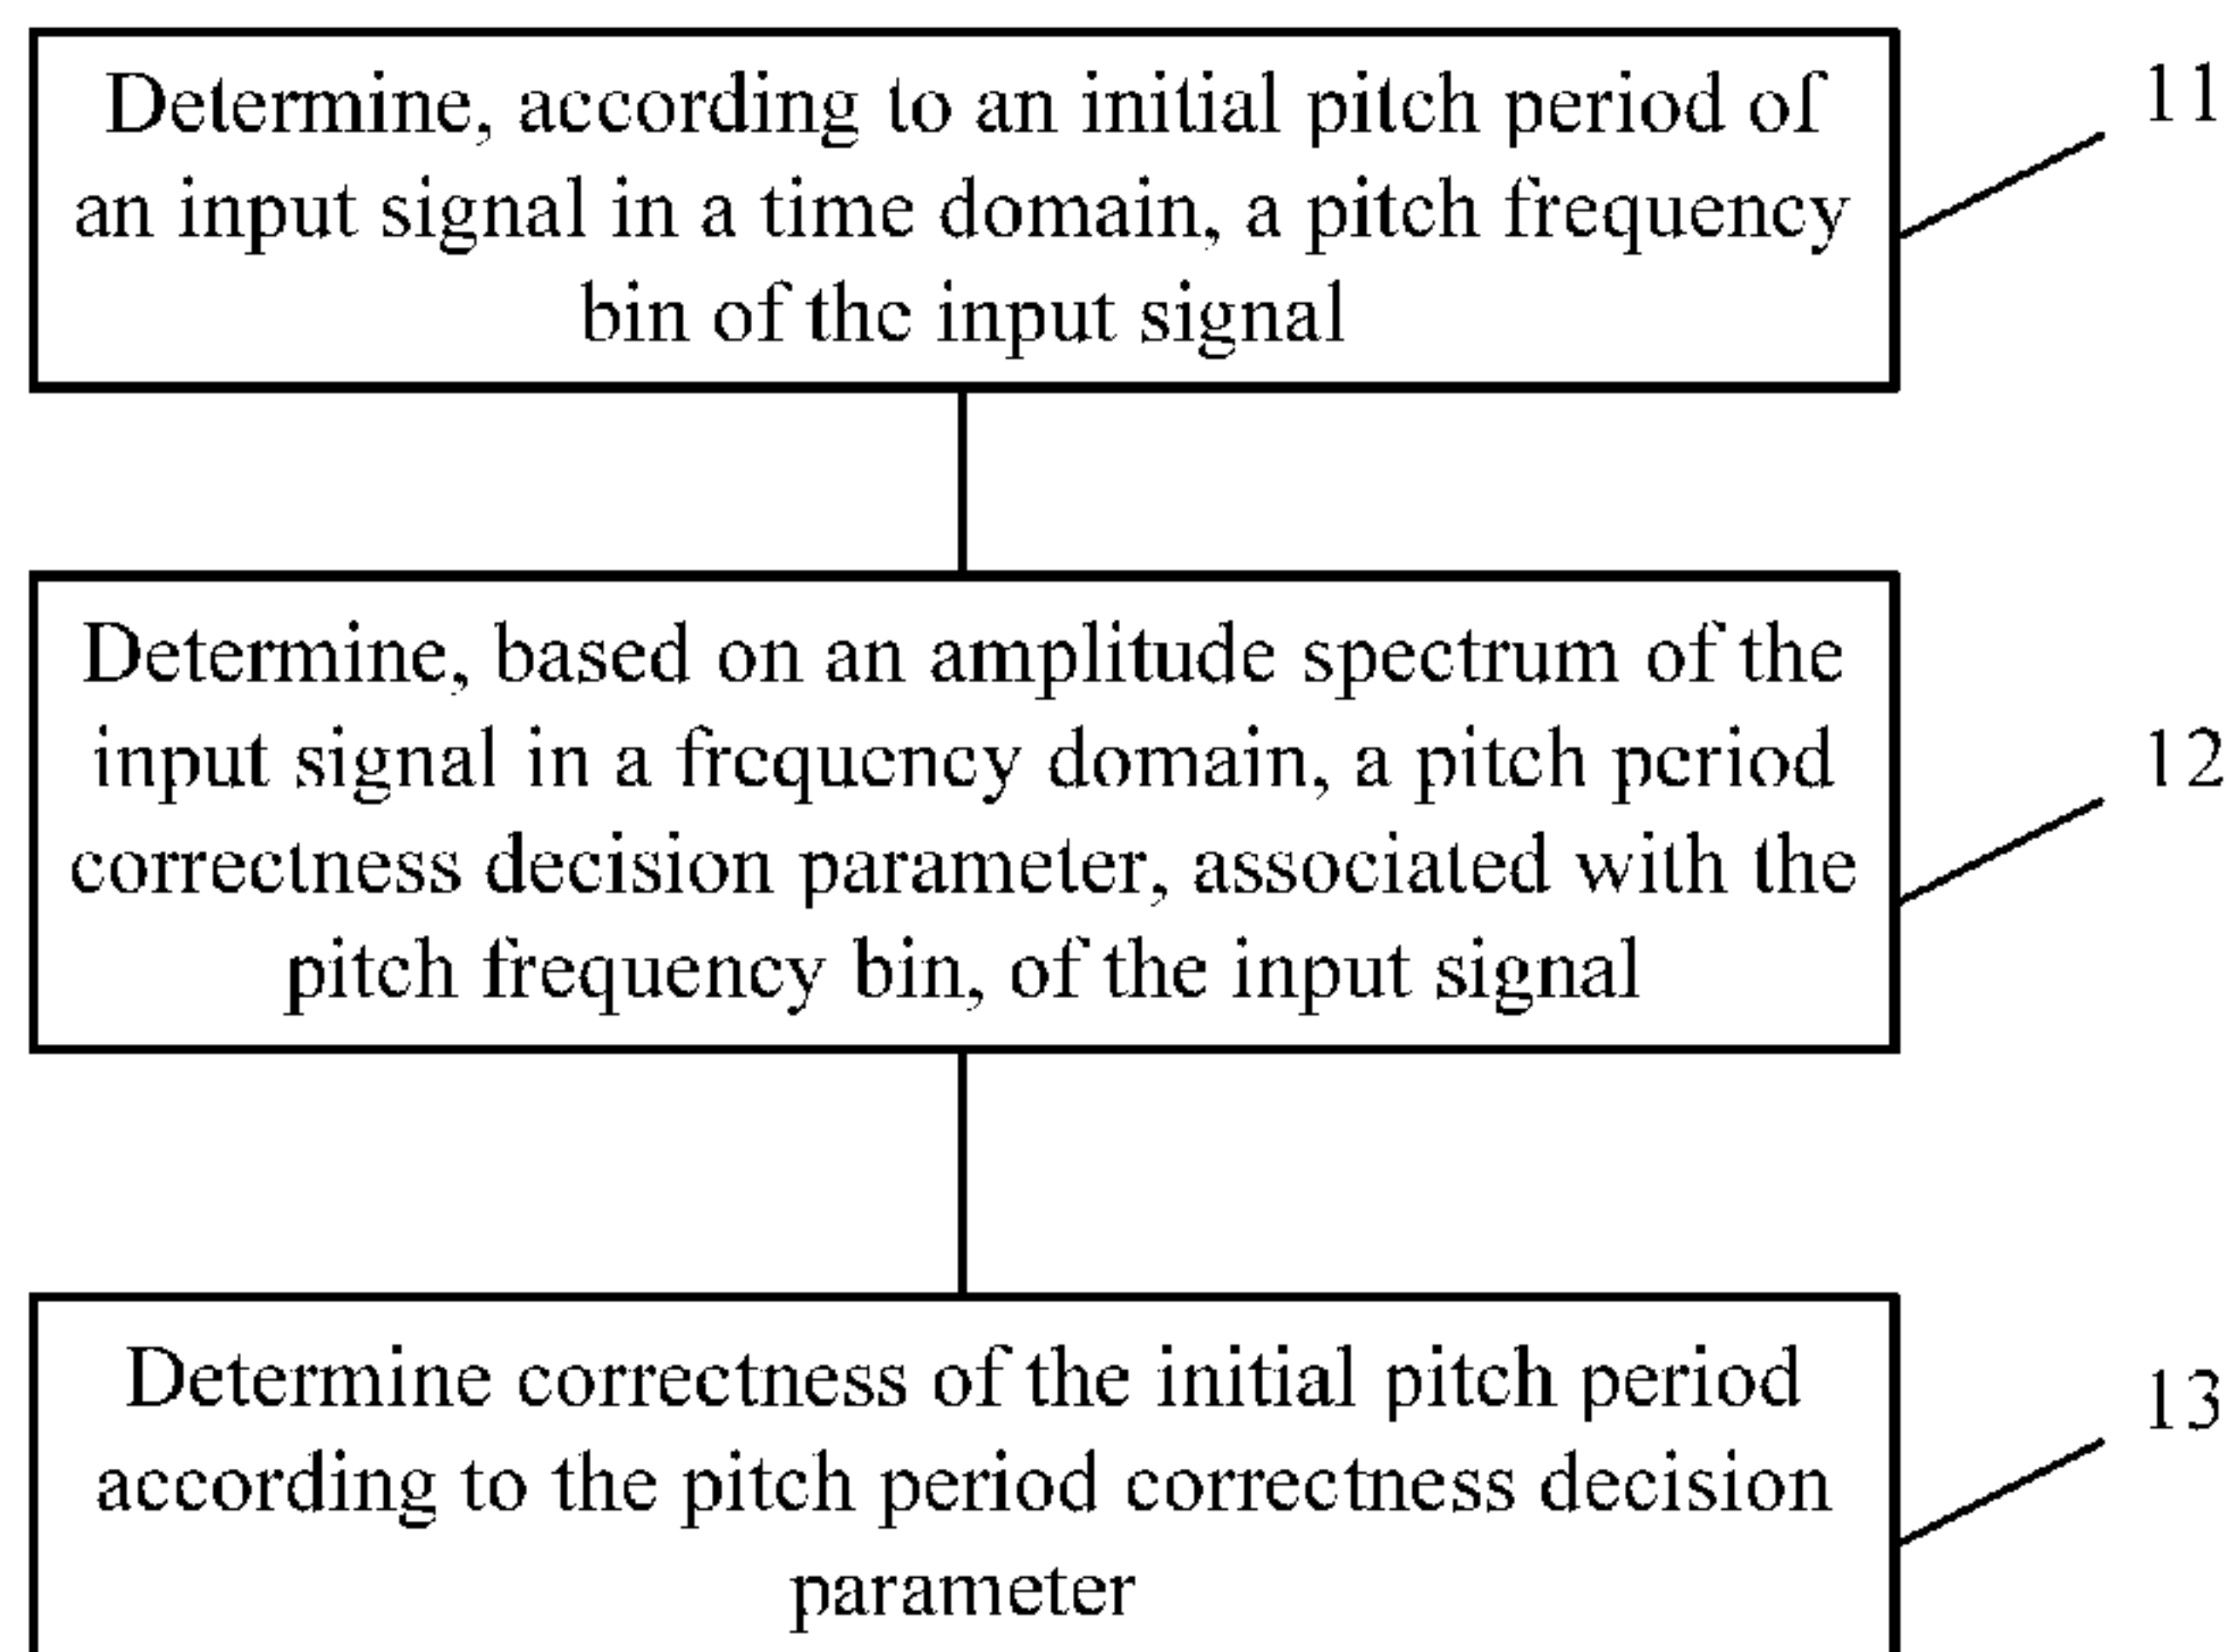 Determine, according to an initial pitch period of
an input signal in a time domain, a pitch frequency
bin of the input signal
11
Determine, based on an amplitude spectrum of the
input signal in a frequency domain, a pitch period
correctness decision parameter, associated with the
pitch frequency bin, of the input signal
12
Determine correctness of the initial pitch period
according to the pitch period correctness decision
parameter
13